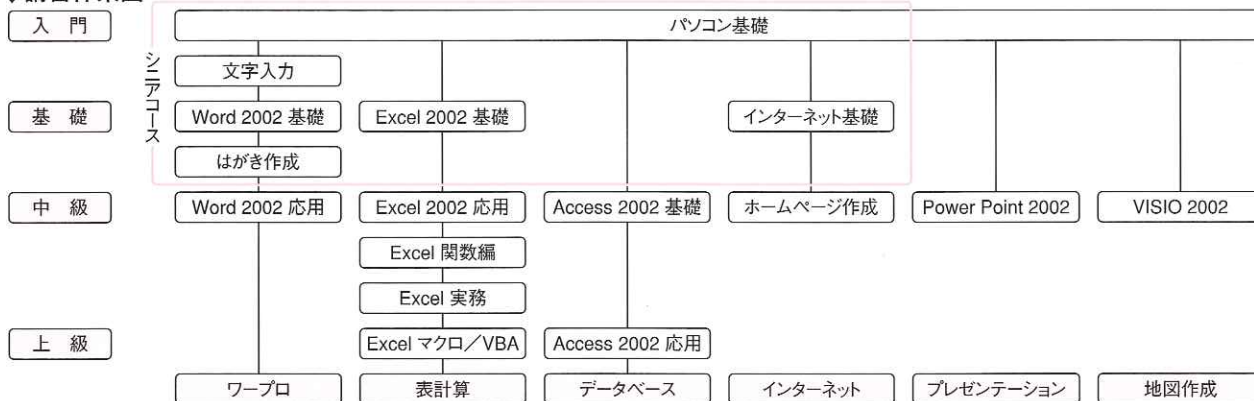 入 門
パソコン基礎
シニアコース
文字入力
基 礎
Word 2002 基礎
Excel 2002 基礎
インターネット基礎
はがき作成
中 級
Word 2002 応用
Excel 2002 応用
Access 2002 基礎
ホームページ作成
Power Point 2002
VISIO 2002
Excel 関数編
Excel 実務
上 級
Excel マクロ／VBA
Access 2002 応用
ワープロ
表計算
データベース
インターネット
プレゼンテーション
地図作成